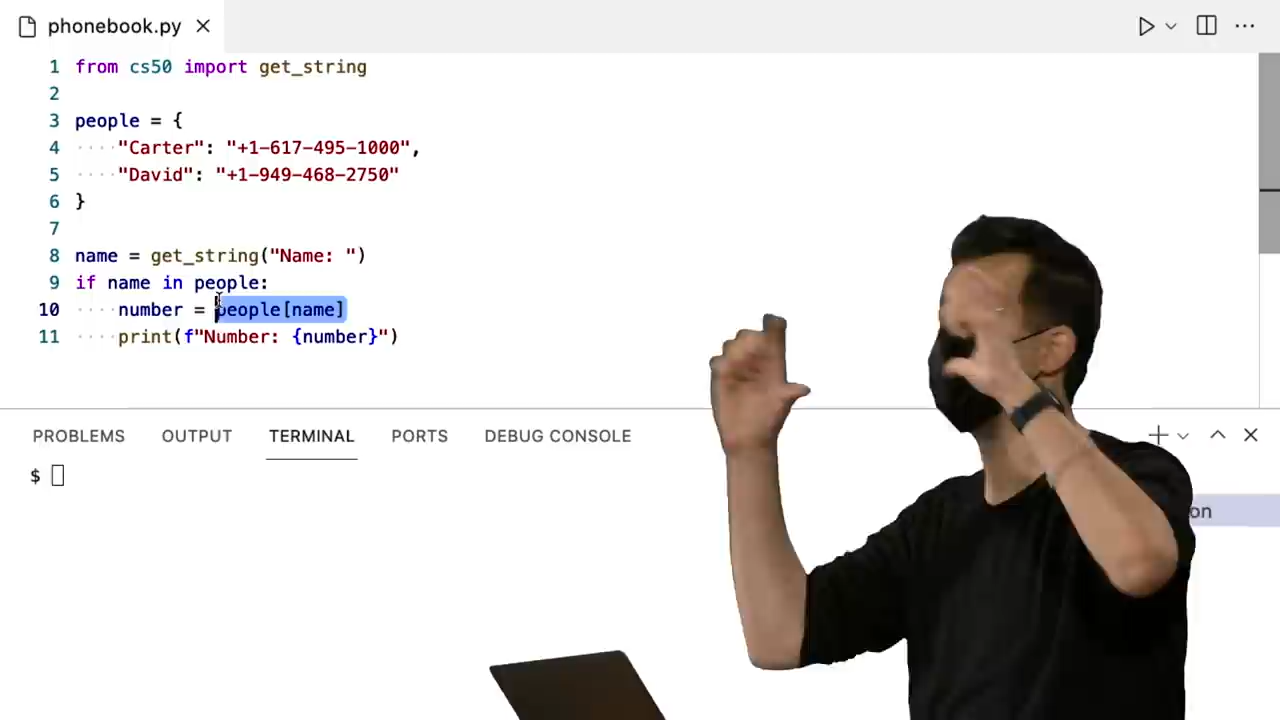 phonebook.py
1 from cs50 import get_string
2
3 people = {
4 ····"Carter": "+1-617-495-1000",
5 ····"David": "+1-949-468-2750"
6 }
7
8 name = get_string("Name: ")
9 if name in people:
10 ····number = people[name]
11 ····print(f"Number: {number}")
PROBLEMS OUTPUT TERMINAL PORTS DEBUG CONSOLE
$
on